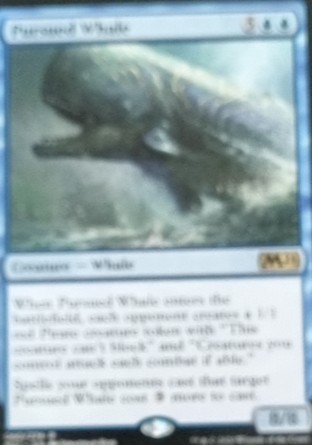 Pursued Whale
5
Creature — Whale
When Pursued Whale enters the
battlefield, each opponent creates a 1/1
red Pirate creature token with "This
creature can't block" and "Creatures you
control attack each combat if able."
Spells your opponents cast that target
Pursued Whale cost 3 more to cast.
8/8